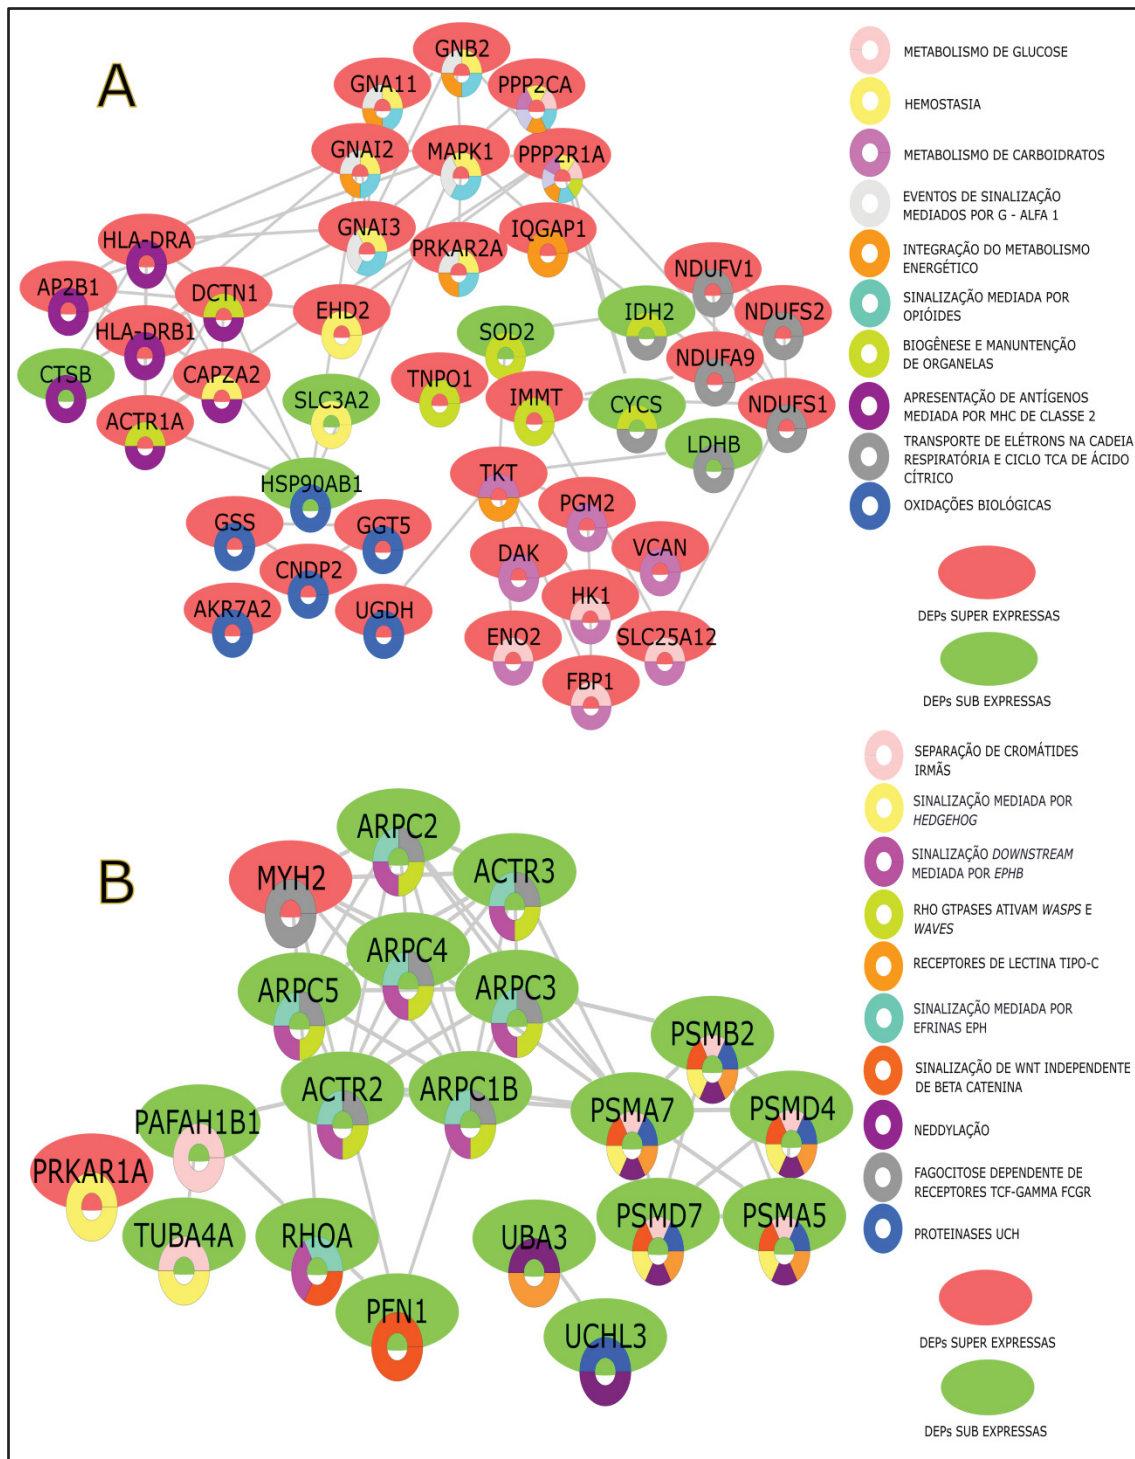 A
GNB2
GNA11
PPP2CA
GNAI2
MAPK1
PPP2R1A
GNAI3
PRKAR2A
IQGAP1
HLA-DRA
AP2B1
DCTN1
HLA-DRB1
EHD2
CTSB
CAPZA2
ACTR1A
SLC3A2
HSP90AB1
SOD2
IDH2
NDUFV1
NDUFS2
NDUFA9
TNPO1
IMMT
CYCS
NDUFS1
LDHB
GSS
GGT5
CNDP2
AKR7A2
UGDH
TKT
PGM2
DAK
VCAN
HK1
ENO2
SLC25A12
FBP1
METABOLISMO DE GLUCOSE
HEMOSTASIA
METABOLISMO DE CARBOIDRATOS
EVENTOS DE SINALIZAÇÃO
MEDIADOS POR G - ALFA 1
INTEGRAÇÃO DO METABOLISMO
ENERGÉTICO
SINALIZAÇÃO MEDIADA POR
OPIÓIDES
BIOGÊNESE E MANUNTENÇÃO
DE ORGANELAS
APRESENTAÇÃO DE ANTÍGENOS
MEDIADA POR MHC DE CLASSE 2
TRANSPORTE DE ELÉTRONS NA CADEIA
RESPIRATÓRIA E CICLO TCA DE ÁCIDO
CÍTRICO
OXIDAÇÕES BIOLÓGICAS
DEPs SUPER EXPRESSAS
DEPs SUB EXPRESSAS
B
ARPC2
MYH2
ACTR3
ARPC4
ARPC5
ARPC3
PSMB2
ACTR2
ARPC1B
PSMA7
PSMD4
PAFAH1B1
PRKAR1A
TUBA4A
RHOA
UBA3
PSMD7
PSMA5
PFN1
UCHL3
SEPARAÇÃO DE CROMÁTIDES
IRMÃS
SINALIZAÇÃO MEDIADA POR
HEDGEHOG
SINALIZAÇÃO DOWNSTREAM
MEDIADA POR EPHB
RHO GTPASES ATIVAM WASPS E
WAVES
RECEPTORES DE LECTINA TIPO-C
SINALIZAÇÃO MEDIADA POR
EFRINAS EPH
SINALIZAÇÃO DE WNT INDEPENDENTE
DE BETA CATENINA
NEDDYLAÇÃO
FAGOCITOSE DEPENDENTE DE
RECEPTORES TCF-GAMMA FCGR
PROTEINASES UCH
DEPs SUPER EXPRESSAS
DEPs SUB EXPRESSAS